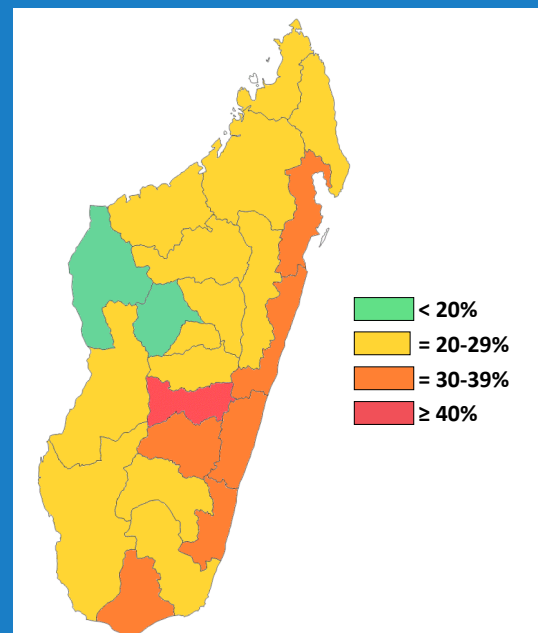 < 20%
= 20-29%
= 30-39%
≥ 40%